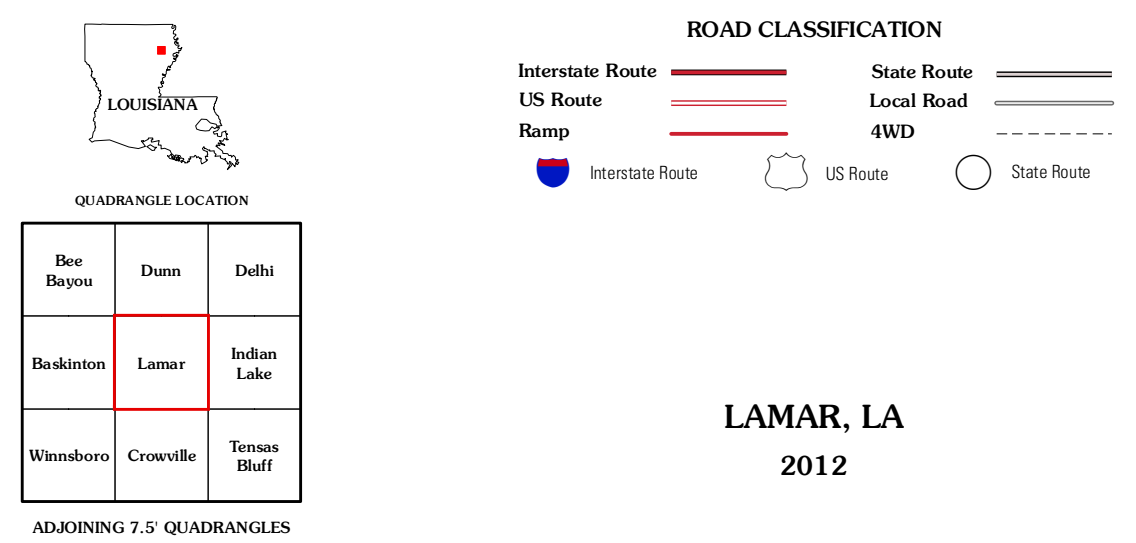 LOUISIANA
QUADRANGLE LOCATION
Bee
Bayou
Dunn
Delhi
Baskinton
Lamar
Indian
Lake
Winnsboro
Crowville
Tensas
Bluff
ADJOINING 7.5' QUADRANGLES
ROAD CLASSIFICATION
Interstate Route
State Route
US Route
Local Road
Ramp
4WD
Interstate Route
US Route
State Route
LAMAR, LA
2012